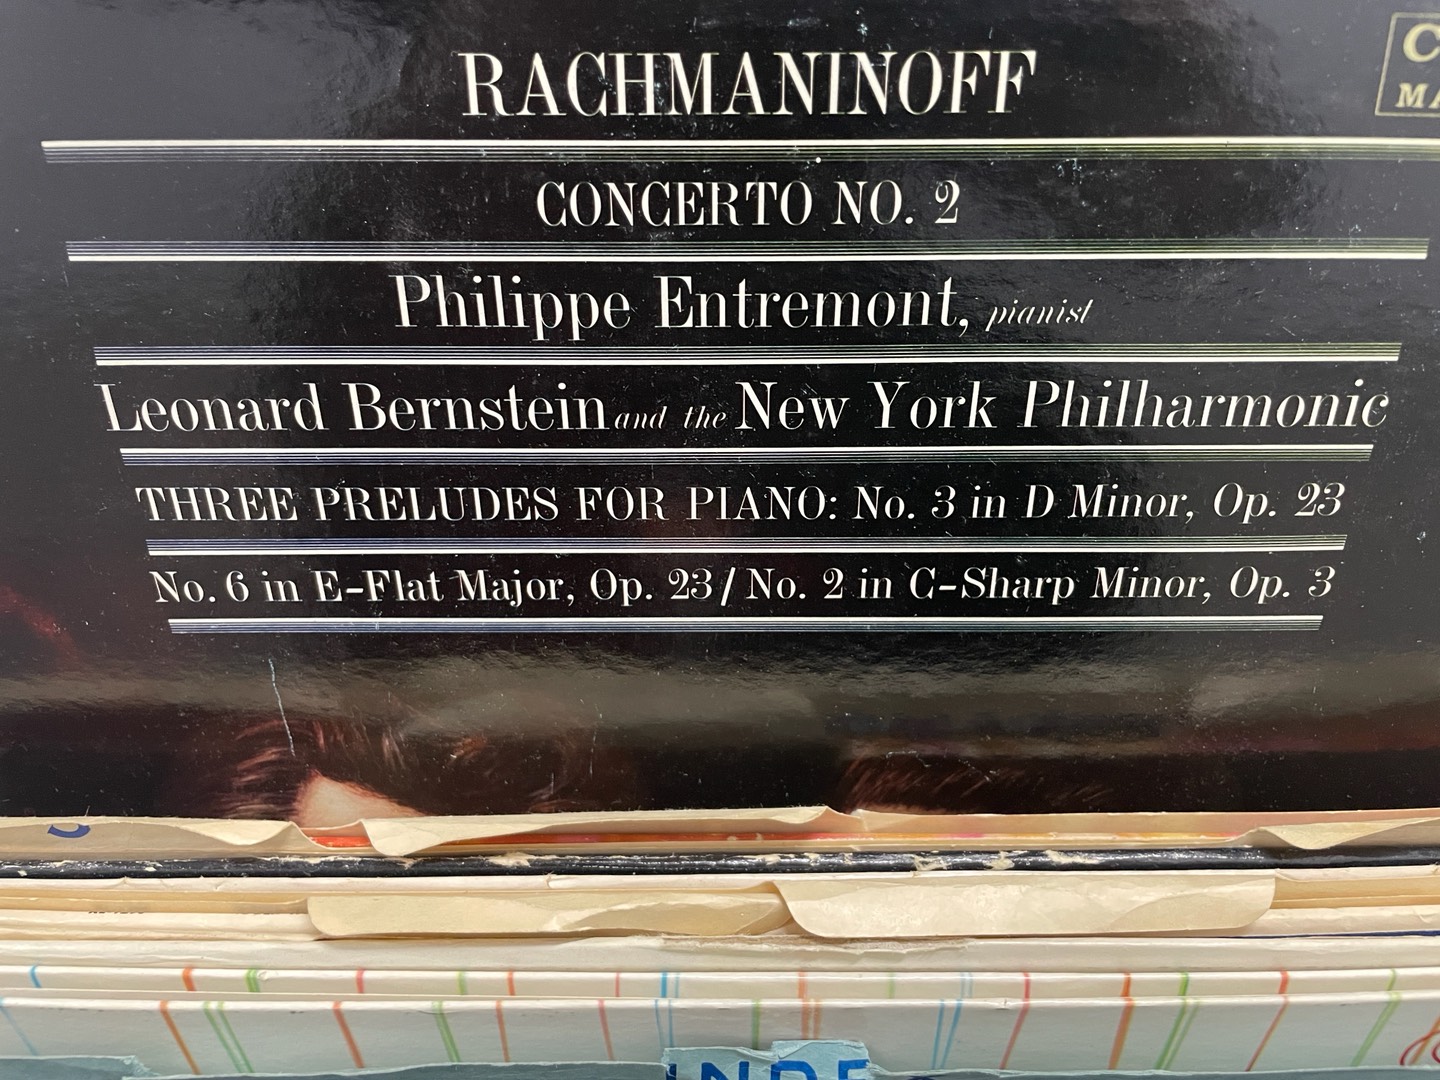 RACHMANINOFF
CONCERTO NO. 2
Philippe Entremont, pianist
Leonard Bernstein and the New York Philharmonic
THREE PRELUDES FOR PIANO: No. 3 in D Minor, Op. 23
No. 6 in E-Flat Major, Op. 23 / No. 2 in C-Sharp Minor, Op. 3